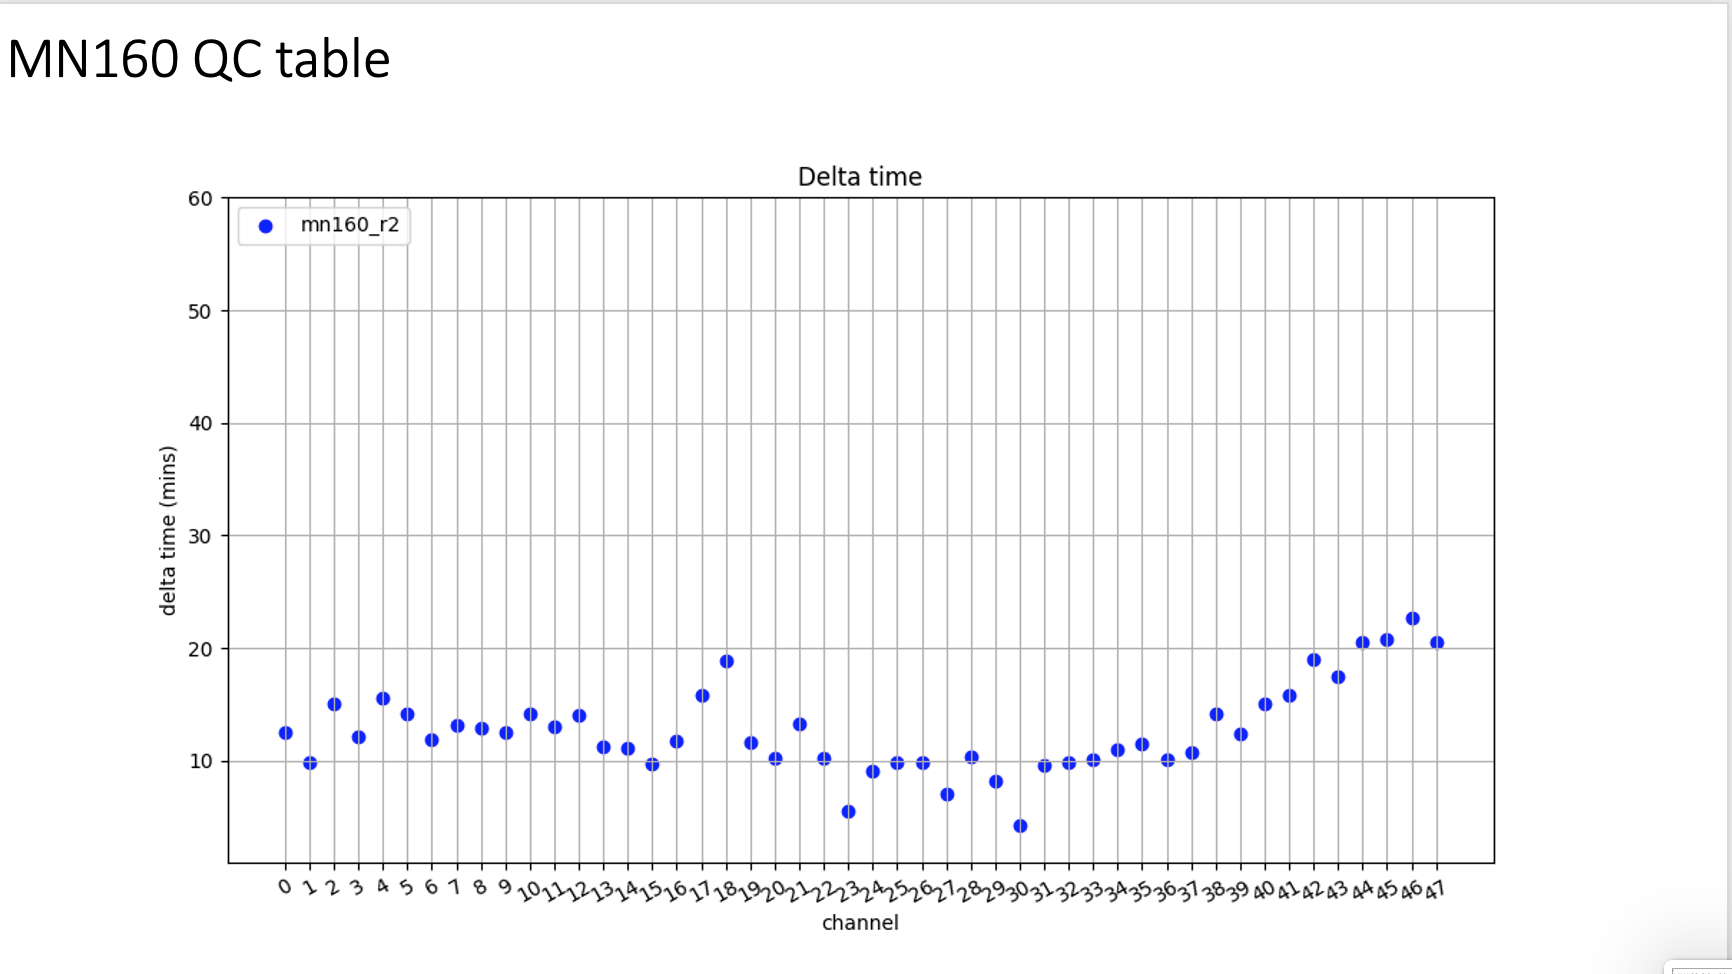 MN160 QC table
Delta time
mn160_r2
60
50
40
30
20
10
delta time (mins)
0 1 2 3 4 5 6 7 8 9 10 11 12 13 14 15 16 17 18 19 20 21 22 23 24 25 26 27 28 29 30 31 32 33 34 35 36 37 38 39 40 41 42 43 44 45 46 47
channel